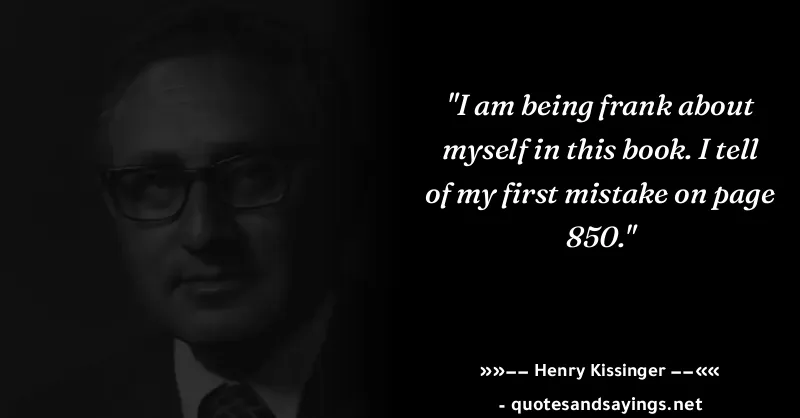 "I am being frank about
myself in this book. I tell
of my first mistake on page
850."
»»—— Henry Kissinger ——««
- quotesandsayings.net